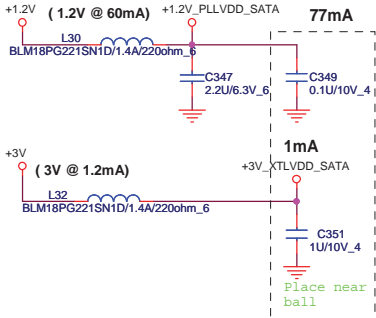 +1.2V
( 1.2V @ 60mA)
+1.2V_PLLVDD_SATA
77mA
L30
BLM18PG221SN1D/1.4A/220ohm_6
C347
2.2U/6.3V_6
C349
0.1U/10V_4
1mA
+3V
( 3V @ 1.2mA)
+3V_XTLVDD_SATA
L32
BLM18PG221SN1D/1.4A/220ohm_6
C351
1U/10V_4
Place near
ball